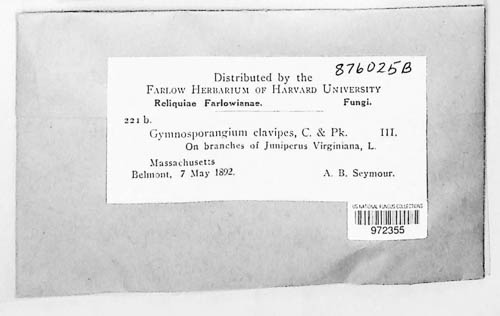 876025B
Distributed by the
FARLOW HERBARIUM OF HARVARD UNIVERSITY
Reliquiae Farlowianae. Fungi.
221 b.
Gymnosporangium clavipes, C. & Pk. III.
On branches of Juniperus Virginiana, L.
Massachusetts
Belmont, 7 May 1892. A. B. Seymour.
US NATIONAL FUNGUS COLLECTIONS
972355